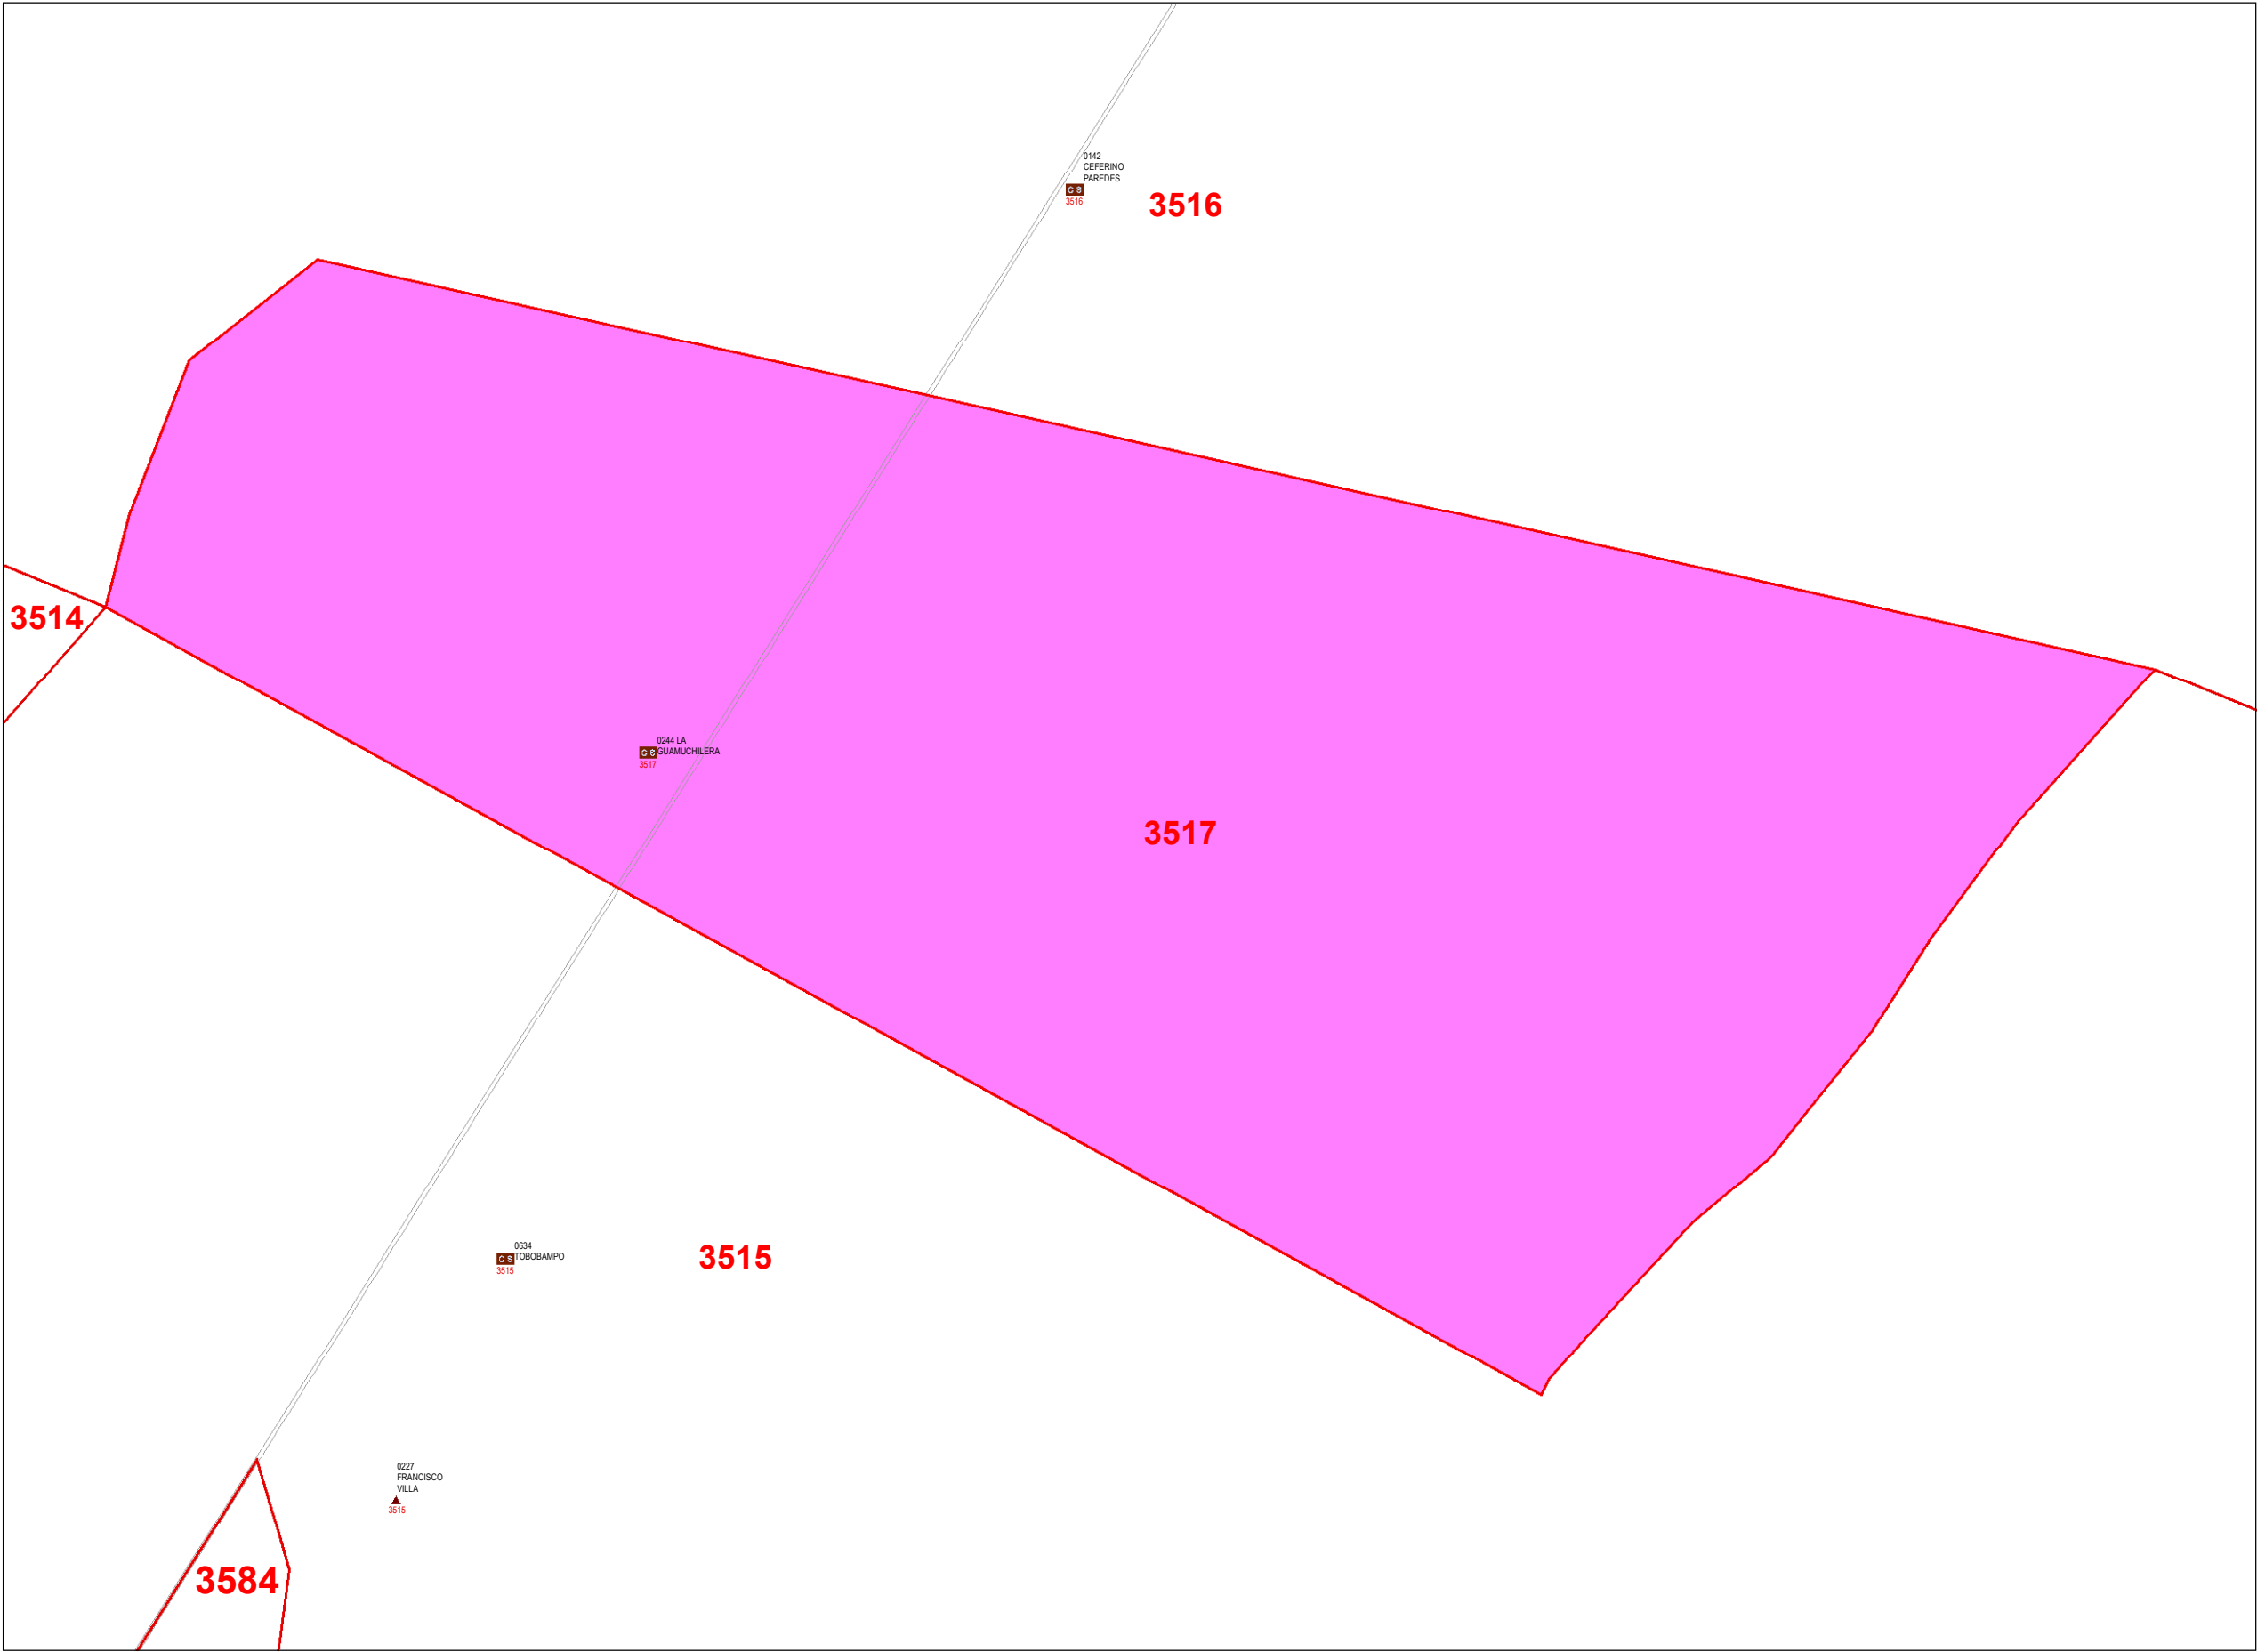 0142
CEFERINO
PAREDES
C S
3516
3516
3514
0244 LA
C S GUAMUCHILERA
3517
3517
0634
C S TOBOBAMPO
3515
3515
0227
FRANCISCO
VILLA
3515
3584